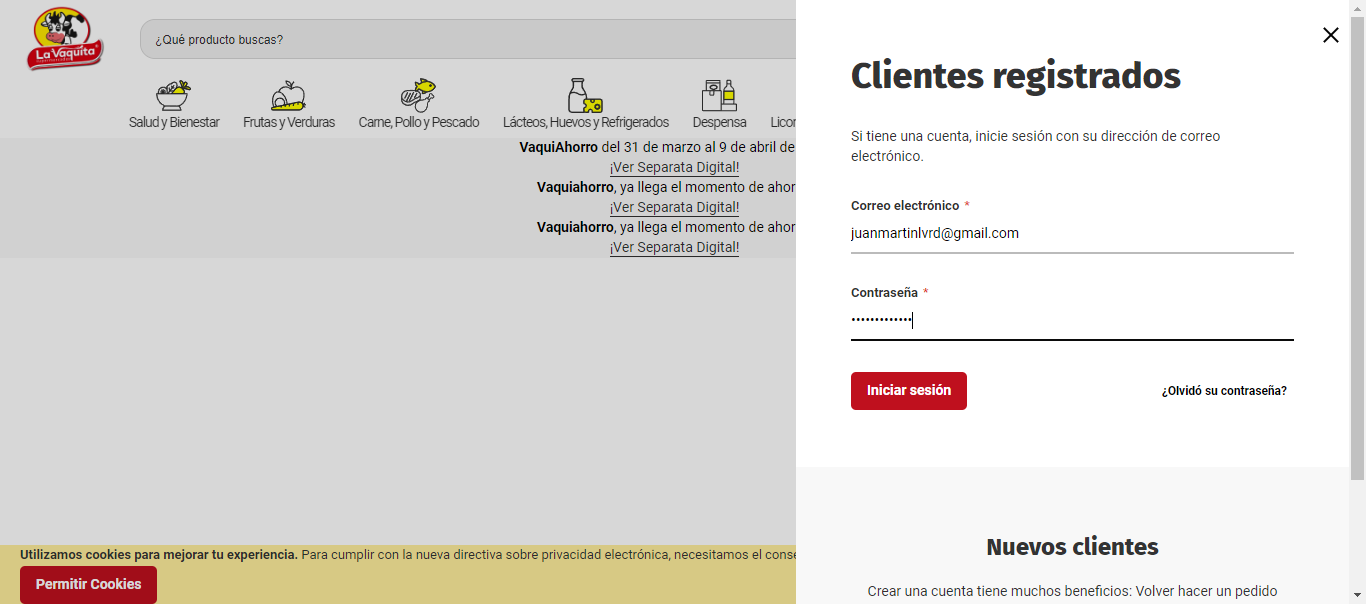 La Vaquita
¿Qué producto buscas?
Salud y Bienestar
Frutas y Verduras
Carne, Pollo y Pescado
Lácteos, Huevos y Refrigerados
Despensa
Licor
VaquiAhorro del 31 de marzo al 9 de abril de
¡Ver Separata Digital!
Vaquiahorro, ya llega el momento de ahor
¡Ver Separata Digital!
Vaquiahorro, ya llega el momento de ahor
¡Ver Separata Digital!
Utilizamos cookies para mejorar tu experiencia. Para cumplir con la nueva directiva sobre privacidad electrónica, necesitamos el conse
Permitir Cookies
Clientes registrados
Si tiene una cuenta, inicie sesión con su dirección de correo
electrónico.
Correo electrónico *
juanmartinlvrd@gmail.com
Contraseña *
•••••••••••••
Iniciar sesión
¿Olvidó su contraseña?
Nuevos clientes
Crear una cuenta tiene muchos beneficios: Volver hacer un pedido